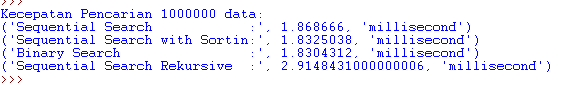 >>>
Kecepatan Pencarian 1000000 data:
('Sequential Search            :', 1.868666, 'millisecond')
('Sequential Search with Sortin:', 1.8325038, 'millisecond')
('Binary Search                :', 1.8304312, 'millisecond')
('Sequential Search Rekursive  :', 2.9148431000000006, 'millisecond')
>>>